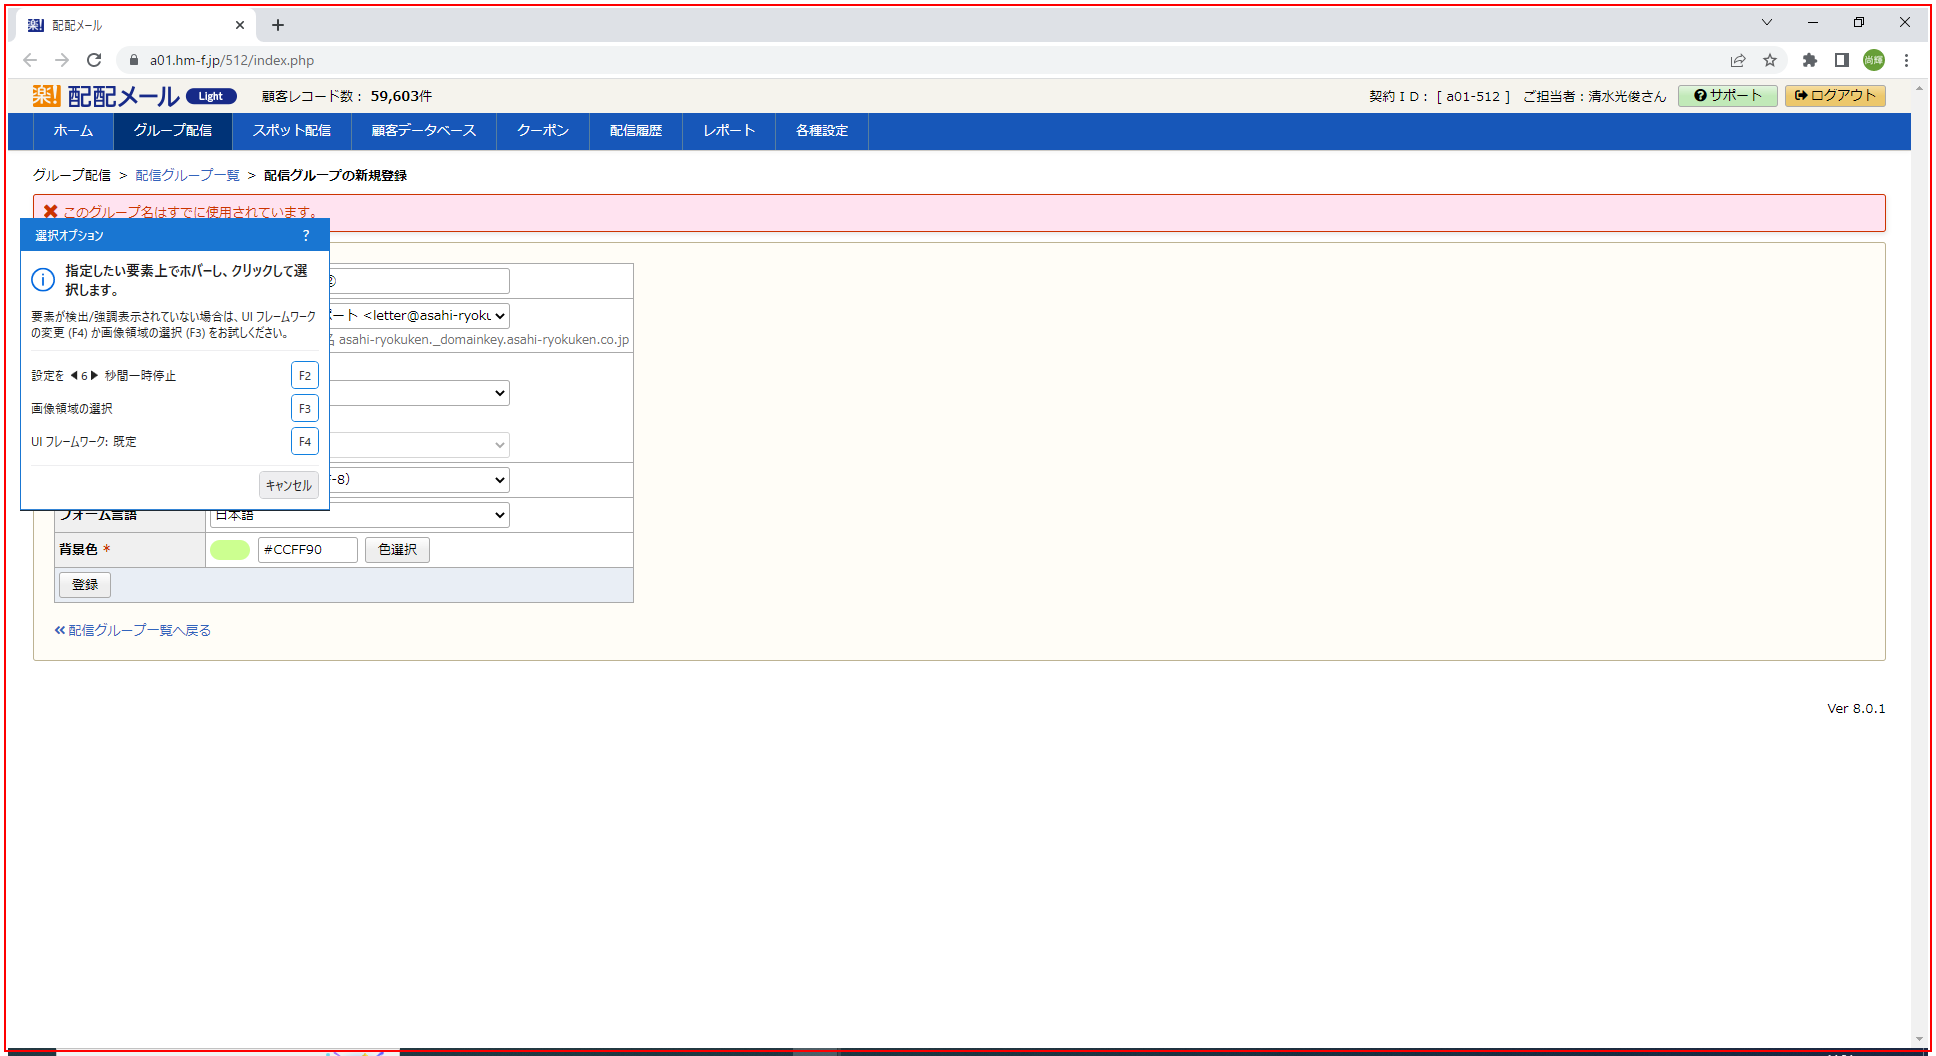 楽! 配配メール
a01.hm-f.jp/512/index.php
尚輝
楽! 配配メール Light 顧客レコード数： 59,603件 契約ＩＤ： [ a01-512 ] ご担当者：清水光俊さん サポート ログアウト
ホーム グループ配信 スポット配信 顧客データベース クーポン 配信履歴 レポート 各種設定
グループ配信 > 配信グループ一覧 > 配信グループの新規登録
このグループ名はすでに使用されています。
選択オプション ?
指定したい要素上でホバーし、クリックして選
択します。
要素が検出/強調表示されていない場合は、UI フレームワーク
の変更 (F4) か画像領域の選択 (F3) をお試しください。
設定を ◀ 6 ▶ 秒間一時停止 F2
画像領域の選択 F3
UI フレームワーク: 既定 F4
キャンセル
ート <letter@asahi-ryoku
asahi-ryokuken._domainkey.asahi-ryokuken.co.jp
-8)
フォーム言語 日本語
背景色 * #CCFF90 色選択
登録
«配信グループ一覧へ戻る
Ver 8.0.1